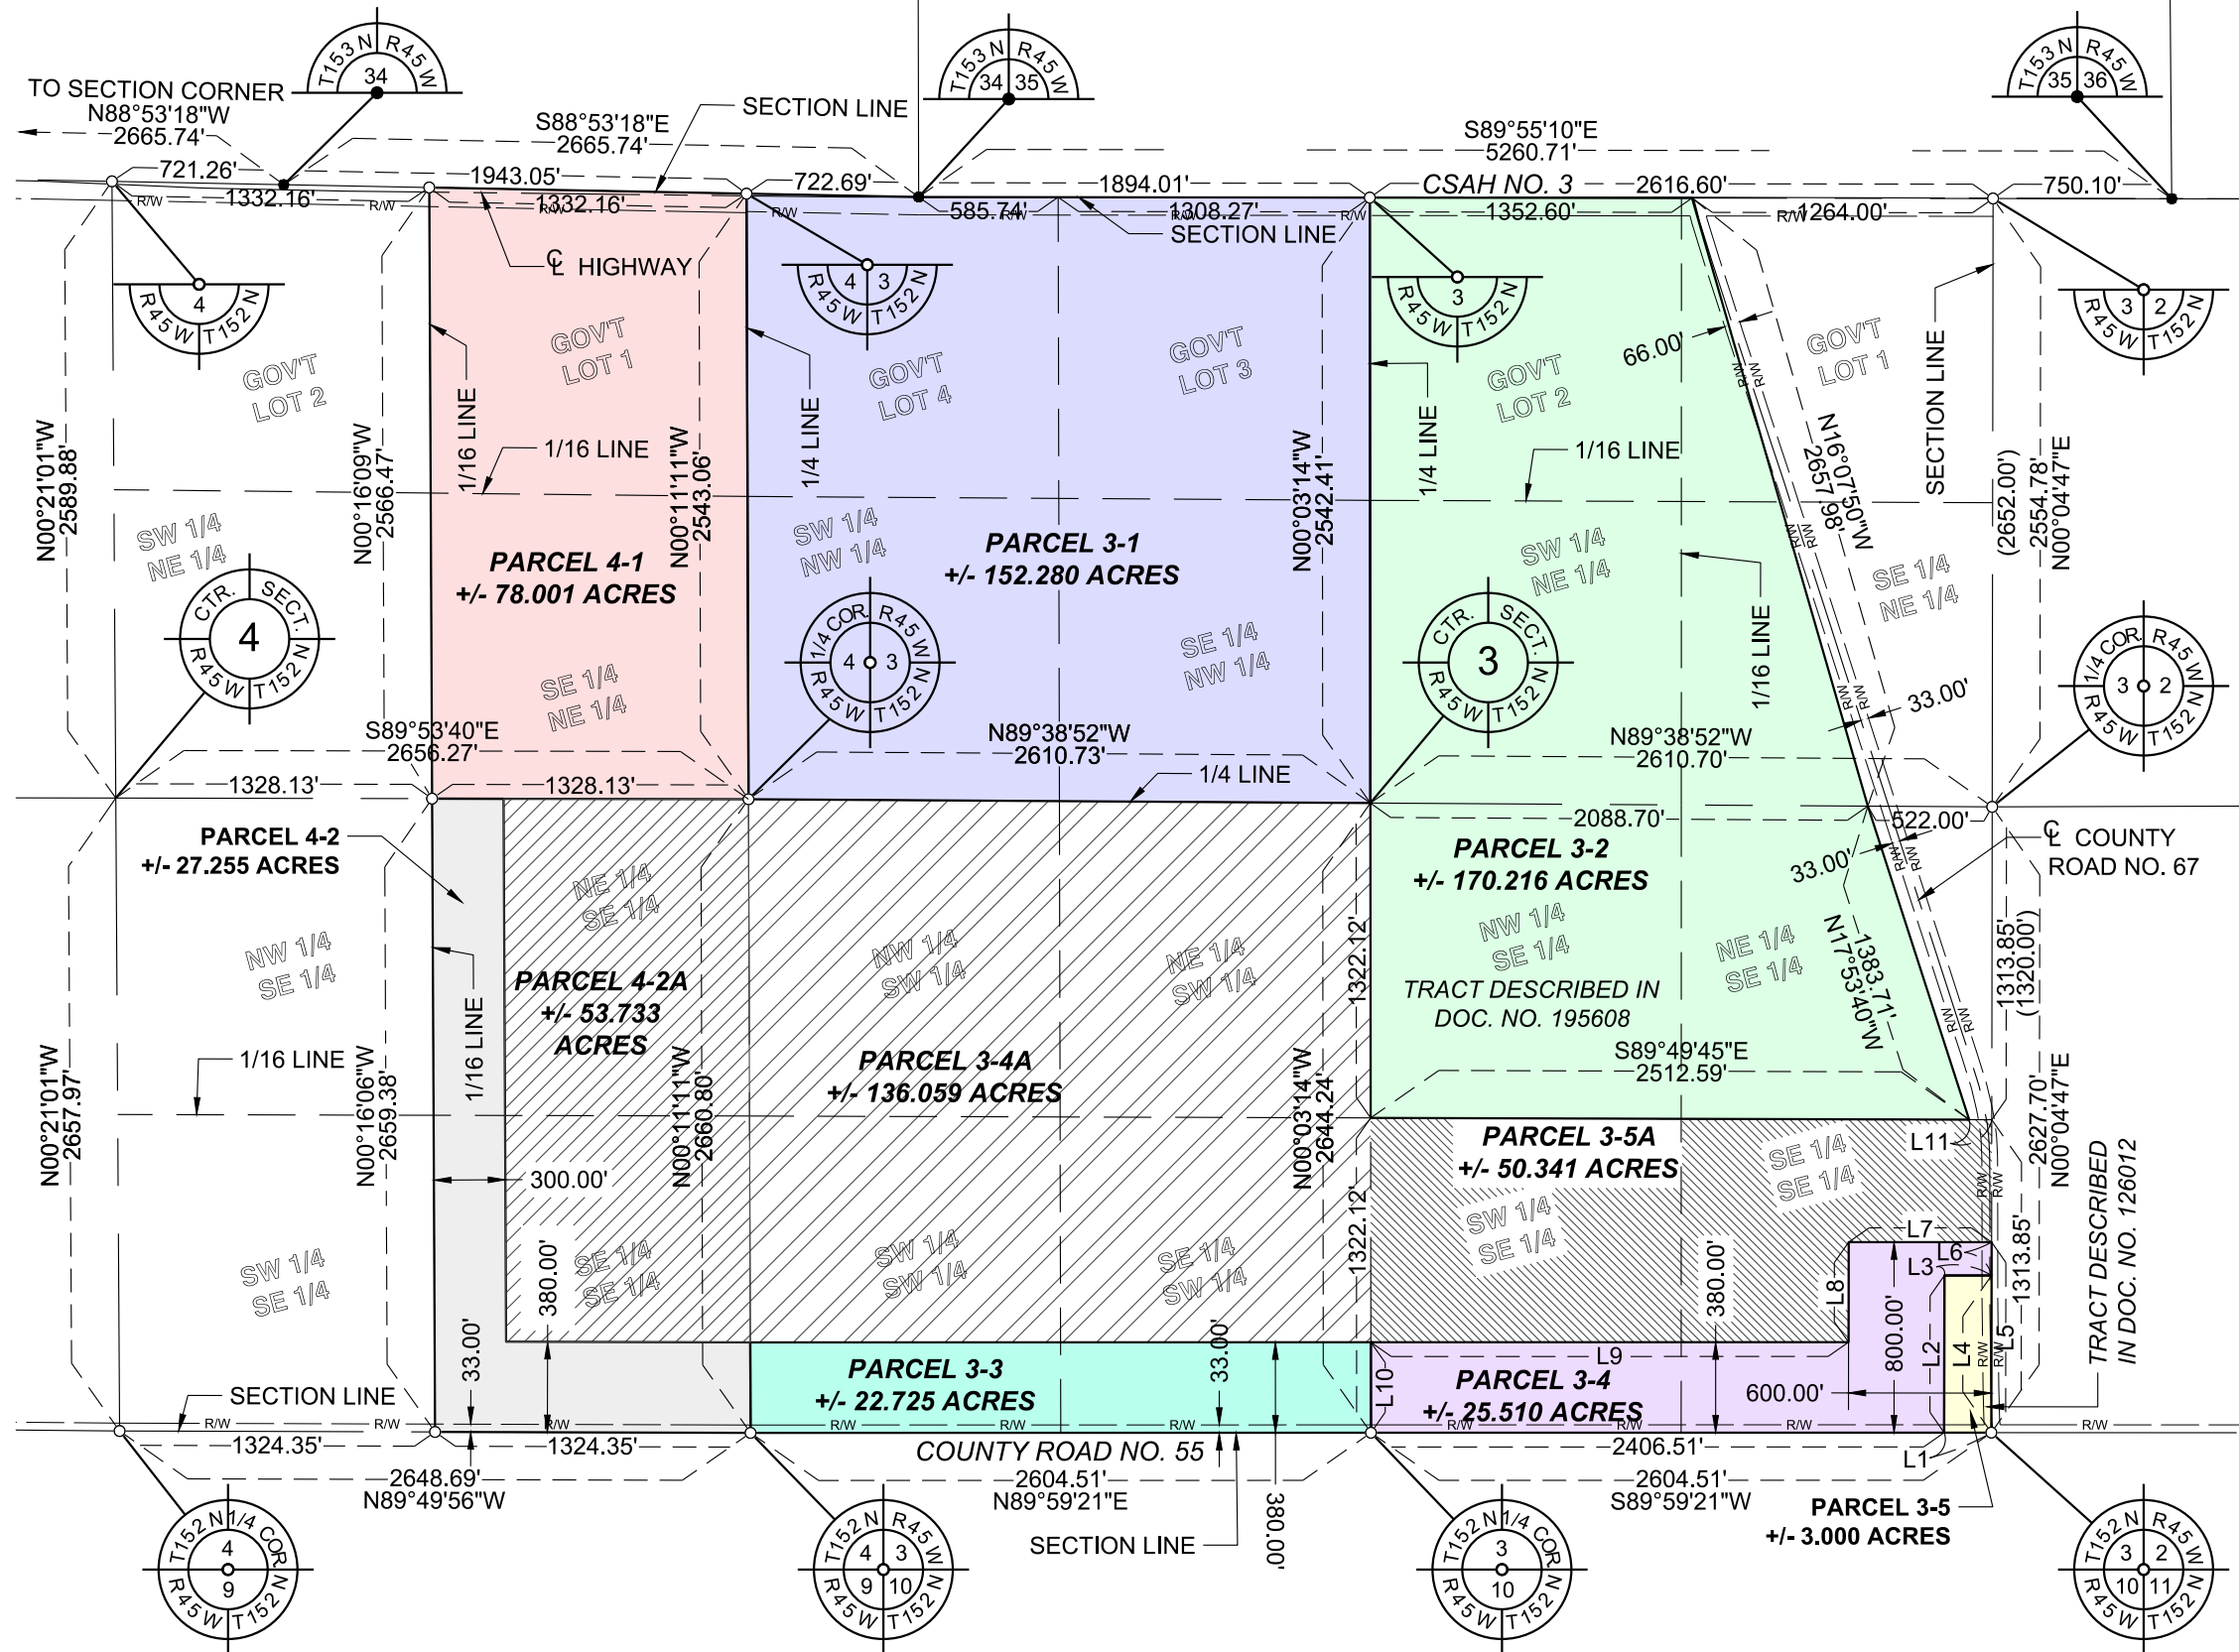 T153 N R45 W
34
T153 N R45 W
34 35
T153 N R45 W
35 36
TO SECTION CORNER
N88°53'18"W
2665.74'
S88°53'18"E
2665.74'
SECTION LINE
S89°55'10"E
5260.71'
721.26'
1943.05'
722.69'
1894.01'
CSAH NO. 3
2616.60'
750.10'
R/W
1332.16'
R/W
1332.16'
R/W
R/W
585.74'
R/W
1308.27'
R/W
R/W
1352.60'
R/W
1264.00'
SECTION LINE
℄ HIGHWAY
4
R45 W T152 N
4 3
R45 W T152 N
3
R45 W T152 N
3 2
R45 W T152 N
GOV'T
LOT 2
GOV'T
LOT 1
GOV'T
LOT 4
GOV'T
LOT 3
GOV'T
LOT 2
GOV'T
LOT 1
66.00'
R/W
R/W
SECTION LINE
1/16 LINE
1/4 LINE
1/4 LINE
1/16 LINE
1/16 LINE
N00°21'01"W
2589.88'
N00°16'09"W
2566.47'
N00°11'11"W
2543.06'
N00°03'14"W
2542.41'
N16°07'50"W
2657.98'
(2652.00')
2554.78'
N00°04'47"E
SW 1/4
NE 1/4
SW 1/4
NW 1/4
SW 1/4
NE 1/4
SE 1/4
NE 1/4
PARCEL 4-1
+/- 78.001 ACRES
PARCEL 3-1
+/- 152.280 ACRES
R/W
R/W
CTR. SECT.
4
R45 W T152 N
1/4 COR. R45 W
4 3
R45 W T152 N
CTR. SECT.
3
R45 W T152 N
1/4 COR. R45 W
3 2
R45 W T152 N
SE 1/4
NE 1/4
SE 1/4
NW 1/4
1/16 LINE
R/W
R/W
33.00'
S89°53'40"E
2656.27'
N89°38'52"W
2610.73'
N89°38'52"W
2610.70'
1328.13'
1328.13'
1/4 LINE
2088.70'
522.00'
PARCEL 4-2
+/- 27.255 ACRES
PARCEL 3-2
+/- 170.216 ACRES
33.00'
R/W
R/W
℄ COUNTY
ROAD NO. 67
NE 1/4
SE 1/4
NW 1/4
SE 1/4
NW 1/4
SW 1/4
NE 1/4
SW 1/4
NW 1/4
SE 1/4
NE 1/4
SE 1/4
1322.12'
1383.71'
N17°53'40"W
1313.85'
(1320.00')
PARCEL 4-2A
+/- 53.733
ACRES
1/16 LINE
TRACT DESCRIBED IN
DOC. NO. 195608
R/W
R/W
1/16 LINE
PARCEL 3-4A
+/- 136.059 ACRES
S89°49'45"E
2512.59'
N00°21'01"W
2657.97'
N00°16'06"W
2659.38'
N00°11'11"W
2660.80'
N00°03'14"W
2644.24'
2627.70'
N00°04'47"E
PARCEL 3-5A
+/- 50.341 ACRES
L11
SE 1/4
SE 1/4
R/W
R/W
TRACT DESCRIBED
IN DOC. NO. 126012
300.00'
SW 1/4
SE 1/4
SE 1/4
SE 1/4
SW 1/4
SW 1/4
SE 1/4
SW 1/4
SW 1/4
SE 1/4
1322.12'
L7
L6
L3
L8
1313.85'
380.00'
380.00'
800.00'
33.00'
33.00'
L2
L4
R/W
R/W
L5
PARCEL 3-3
+/- 22.725 ACRES
L10
L9
PARCEL 3-4
+/- 25.510 ACRES
600.00'
SECTION LINE
R/W
R/W
R/W
R/W
R/W
R/W
R/W
R/W
R/W
1324.35'
1324.35'
COUNTY ROAD NO. 55
2406.51'
L1
2648.69'
N89°49'56"W
2604.51'
N89°59'21"E
2604.51'
S89°59'21"W
380.00'
SECTION LINE
PARCEL 3-5
+/- 3.000 ACRES
T152 N 1/4 COR.
4
9
R45 W T152 N
T152 N R45 W
4 3
9 10
R45 W T152 N
T152 N 1/4 COR.
3
10
R45 W T152 N
T152 N R45 W
3 2
10 11
R45 W T152 N